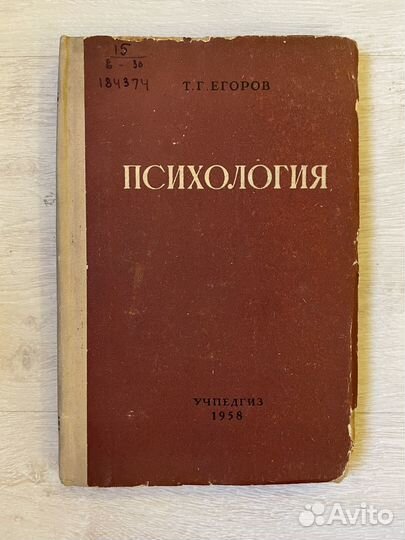 15
В - 30
184374
Т. Г. ЕГОРОВ
ПСИХОЛОГИЯ
УЧПЕДГИЗ
1958
Avito